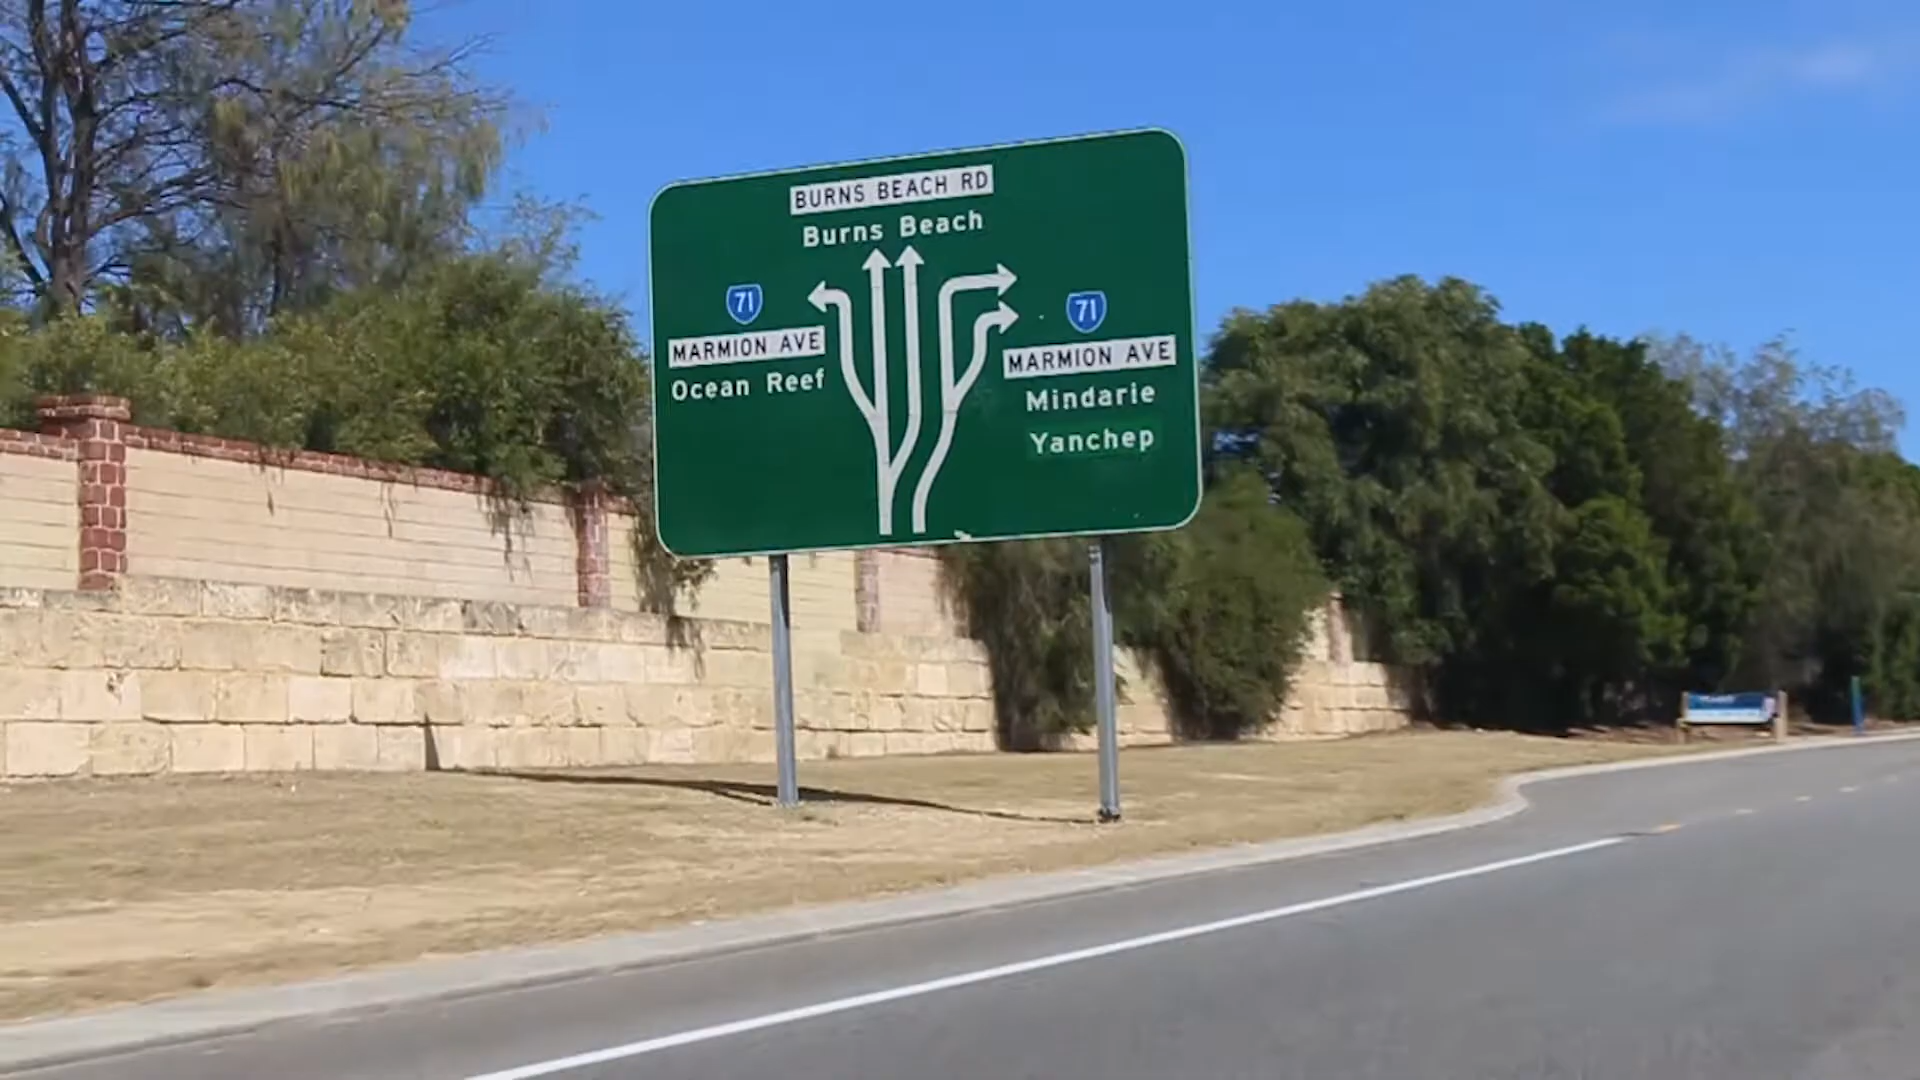 BURNS BEACH RD
Burns Beach
71
MARMION AVE
Ocean Reef
71
MARMION AVE
Mindarie
Yanchep